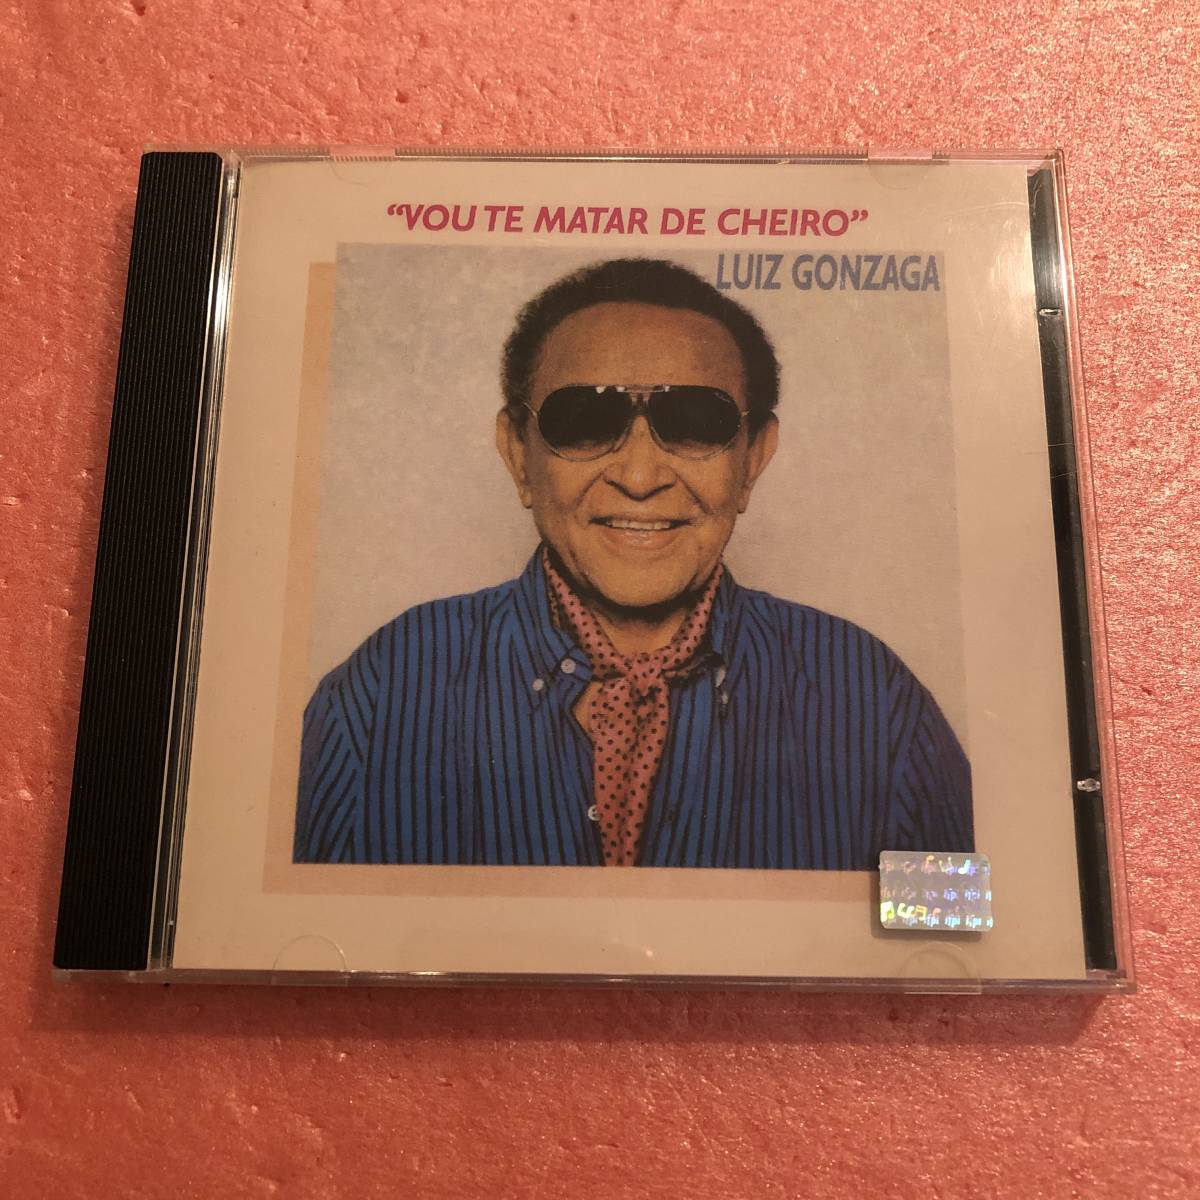 “VOU TE MATAR DE CHEIRO”
LUIZ GONZAGA